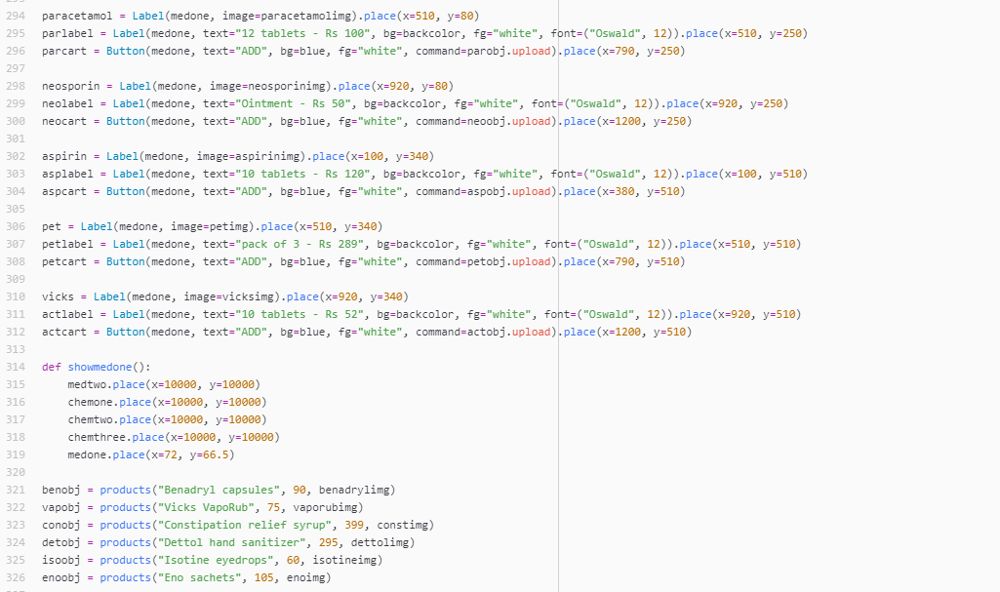 294 paracetamol = Label(medone, image=paracetamolimg).place(x=510, y=80)
295 parlabel = Label(medone, text="12 tablets - Rs 100", bg=backcolor, fg="white", font=("Oswald", 12)).place(x=510, y=250)
296 parcart = Button(medone, text="ADD", bg=blue, fg="white", command=parobj.upload).place(x=790, y=250)
297
298 neosporin = Label(medone, image=neosporinimg).place(x=920, y=80)
299 neolabel = Label(medone, text="Ointment - Rs 50", bg=backcolor, fg="white", font=("Oswald", 12)).place(x=920, y=250)
300 neocart = Button(medone, text="ADD", bg=blue, fg="white", command=neoobj.upload).place(x=1200, y=250)
301
302 aspirin = Label(medone, image=aspirinimg).place(x=100, y=340)
303 asplabel = Label(medone, text="10 tablets - Rs 120", bg=backcolor, fg="white", font=("Oswald", 12)).place(x=100, y=510)
304 aspcart = Button(medone, text="ADD", bg=blue, fg="white", command=aspobj.upload).place(x=380, y=510)
305
306 pet = Label(medone, image=petimg).place(x=510, y=340)
307 petlabel = Label(medone, text="pack of 3 - Rs 289", bg=backcolor, fg="white", font=("Oswald", 12)).place(x=510, y=510)
308 petcart = Button(medone, text="ADD", bg=blue, fg="white", command=petobj.upload).place(x=790, y=510)
309
310 vicks = Label(medone, image=vicksimg).place(x=920, y=340)
311 actlabel = Label(medone, text="10 tablets - Rs 52", bg=backcolor, fg="white", font=("Oswald", 12)).place(x=920, y=510)
312 actcart = Button(medone, text="ADD", bg=blue, fg="white", command=actobj.upload).place(x=1200, y=510)
313
314 def showmedone():
315     medtwo.place(x=10000, y=10000)
316     chemone.place(x=10000, y=10000)
317     chemtwo.place(x=10000, y=10000)
318     chemthree.place(x=10000, y=10000)
319     medone.place(x=72, y=66.5)
320
321 benobj = products("Benadryl capsules", 90, benadrylimg)
322 vapobj = products("Vicks VapoRub", 75, vaporubimg)
323 conobj = products("Constipation relief syrup", 399, constimg)
324 detobj = products("Dettol hand sanitizer", 295, dettolimg)
325 isoobj = products("Isotine eyedrops", 60, isotineimg)
326 enoobj = products("Eno sachets", 105, enoimg)